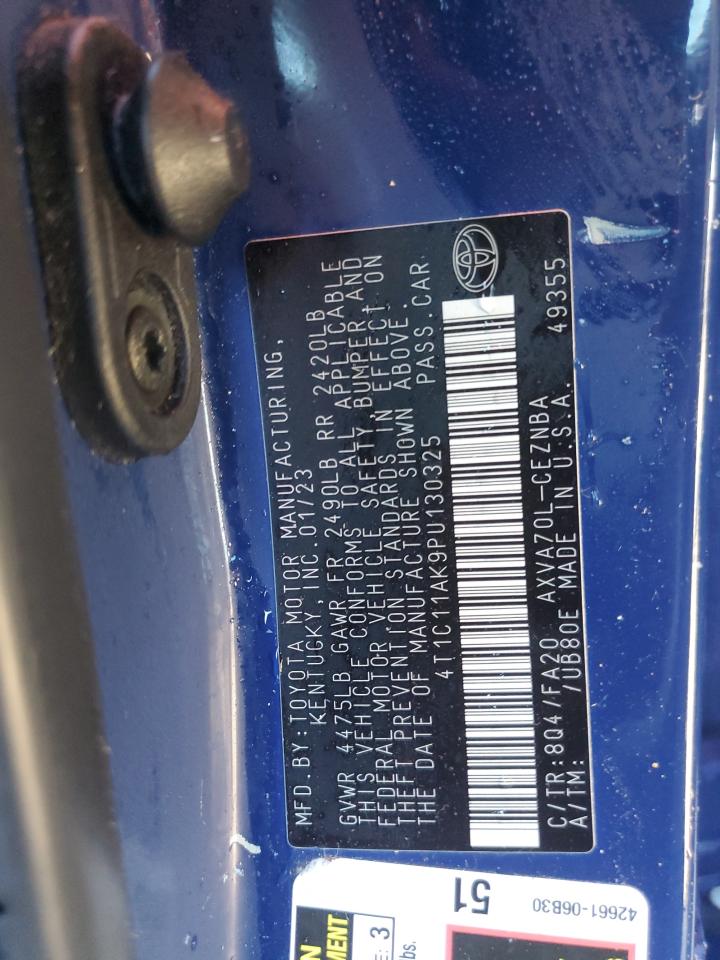 MFD.BY:TOYOTA MOTOR MANUFACTURING,
KENTUCKY, INC.01/23
GVWR 4475LB GAWR FR 2490LB RR 2420LB
THIS VEHICLE CONFORMS TO ALL APPLICABLE
FEDERAL MOTOR VEHICLE SAFETY,BUMPER AND
THEFT PREVENTION STANDARDS IN EFFECT ON
THE DATE OF MANUFACTURE SHOWN ABOVE.
4T1C11AK9PU130325 PASS.CAR
C/TR:8Q4/FA20 AXVA70L-CEZNBA
A/TM: /UB80E MADE IN U.S.A. 49355
51
42661-06B30
3
lbs.